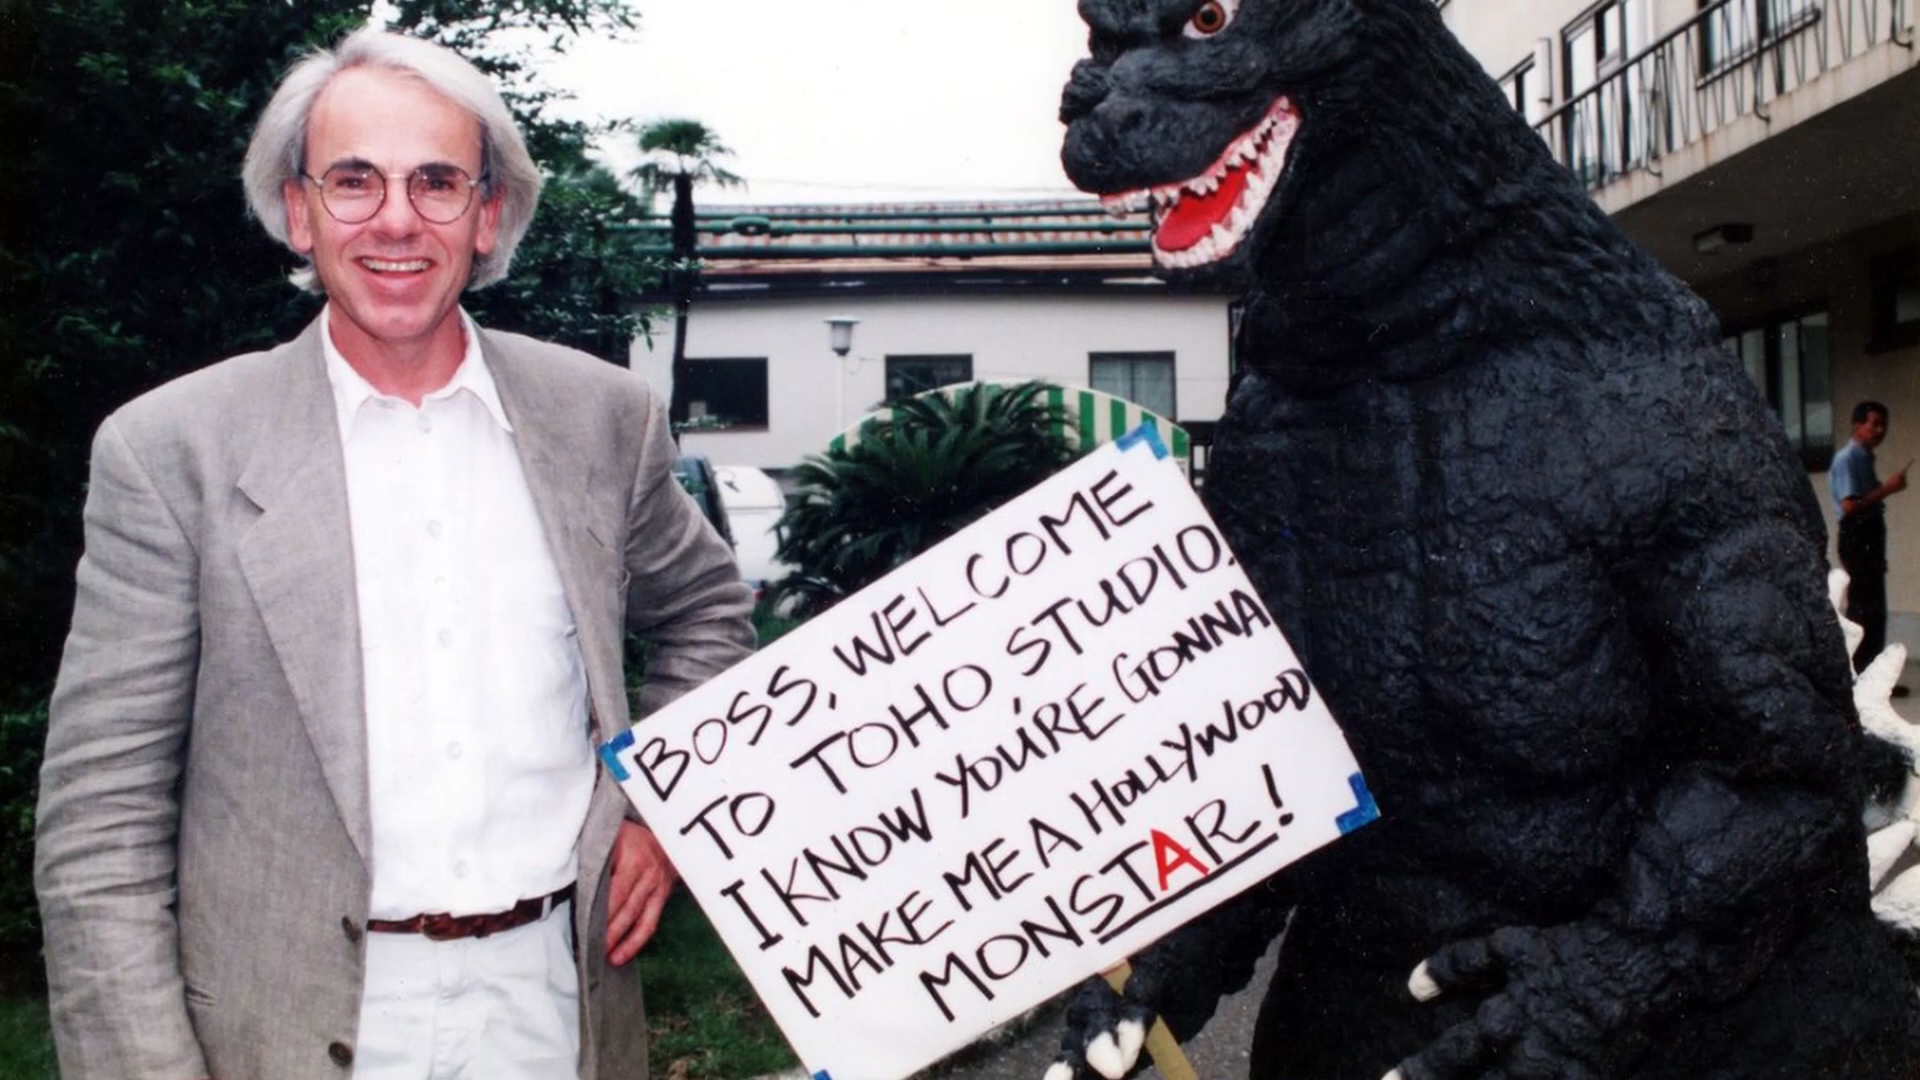 BOSS, WELCOME
TO TOHO, STUDIO,
I KNOW YOU'RE GONNA
MAKE ME A HOLLYWOOD
MONSTAR!